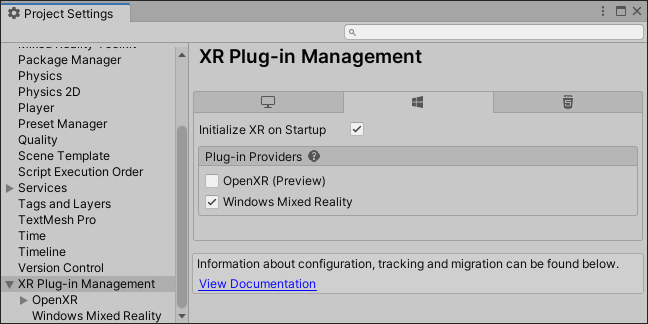 Project Settings
Mixed Reality Toolkit
Package Manager
Physics
Physics 2D
Player
Preset Manager
Quality
Scene Template
Script Execution Order
Services
Tags and Layers
TextMesh Pro
Time
Timeline
Version Control
XR Plug-in Management
OpenXR
Windows Mixed Reality
XR Plug-in Management
Initialize XR on Startup
Plug-in Providers
OpenXR (Preview)
Windows Mixed Reality
Information about configuration, tracking and migration can be found below.
View Documentation